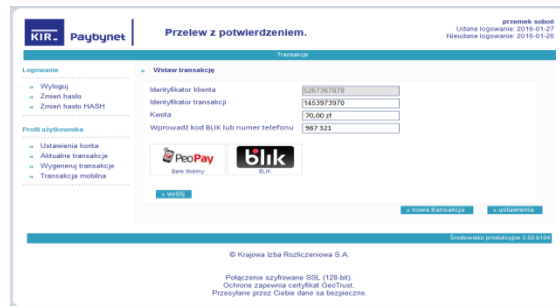 KIR. Paybynet
Przelew z potwierdzeniem.
przemek soboń
Udane logowanie: 2016-01-27
Nieudane logowanie: 2016-01-26
Transakcje
Logowanie
» Wyloguj
» Zmień hasło
» Zmień hasło HASH
Profil użytkownika
» Ustawienia konta
» Aktualne transakcje
» Wygeneruj transakcje
» Transakcja mobilna
» Wstaw transakcję
Identyfikator klienta 5267367878
Identyfikator transakcji 1453973970
Kwota 70,00 zł
Wprowadź kod BLIK lub numer telefonu 987 321
PeoPay
Bank Mobilny
blik
BLIK
» wyślij
» nowa transakcja
» ustawienia
Środowisko produkcyjne 3.50 b104
© Krajowa Izba Rozliczeniowa S.A.
Połączenie szyfrowane SSL (128-bit).
Ochronę zapewnia certyfikat GeoTrust.
Przesyłane przez Ciebie dane są bezpieczne.